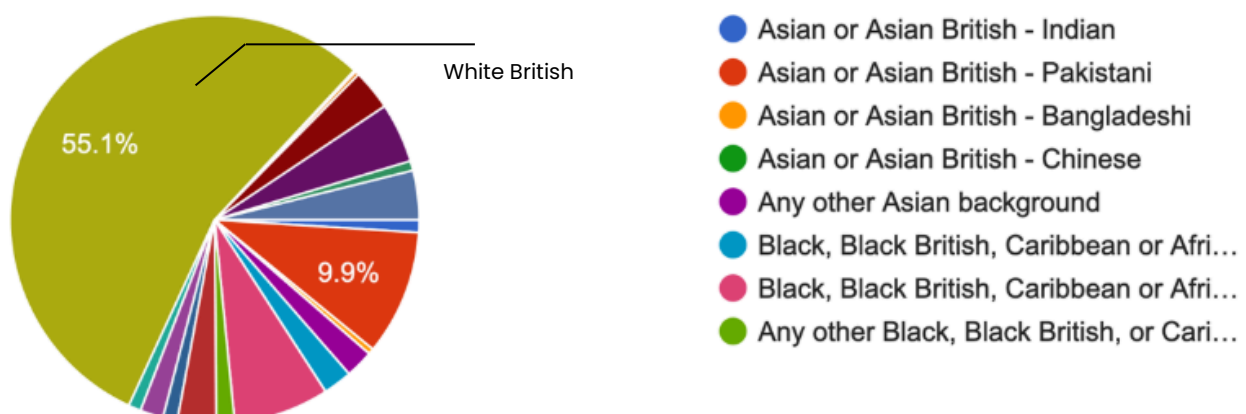 White British
55.1%
9.9%
Asian or Asian British - Indian
Asian or Asian British - Pakistani
Asian or Asian British - Bangladeshi
Asian or Asian British - Chinese
Any other Asian background
Black, Black British, Caribbean or Afri...
Black, Black British, Caribbean or Afri...
Any other Black, Black British, or Cari...